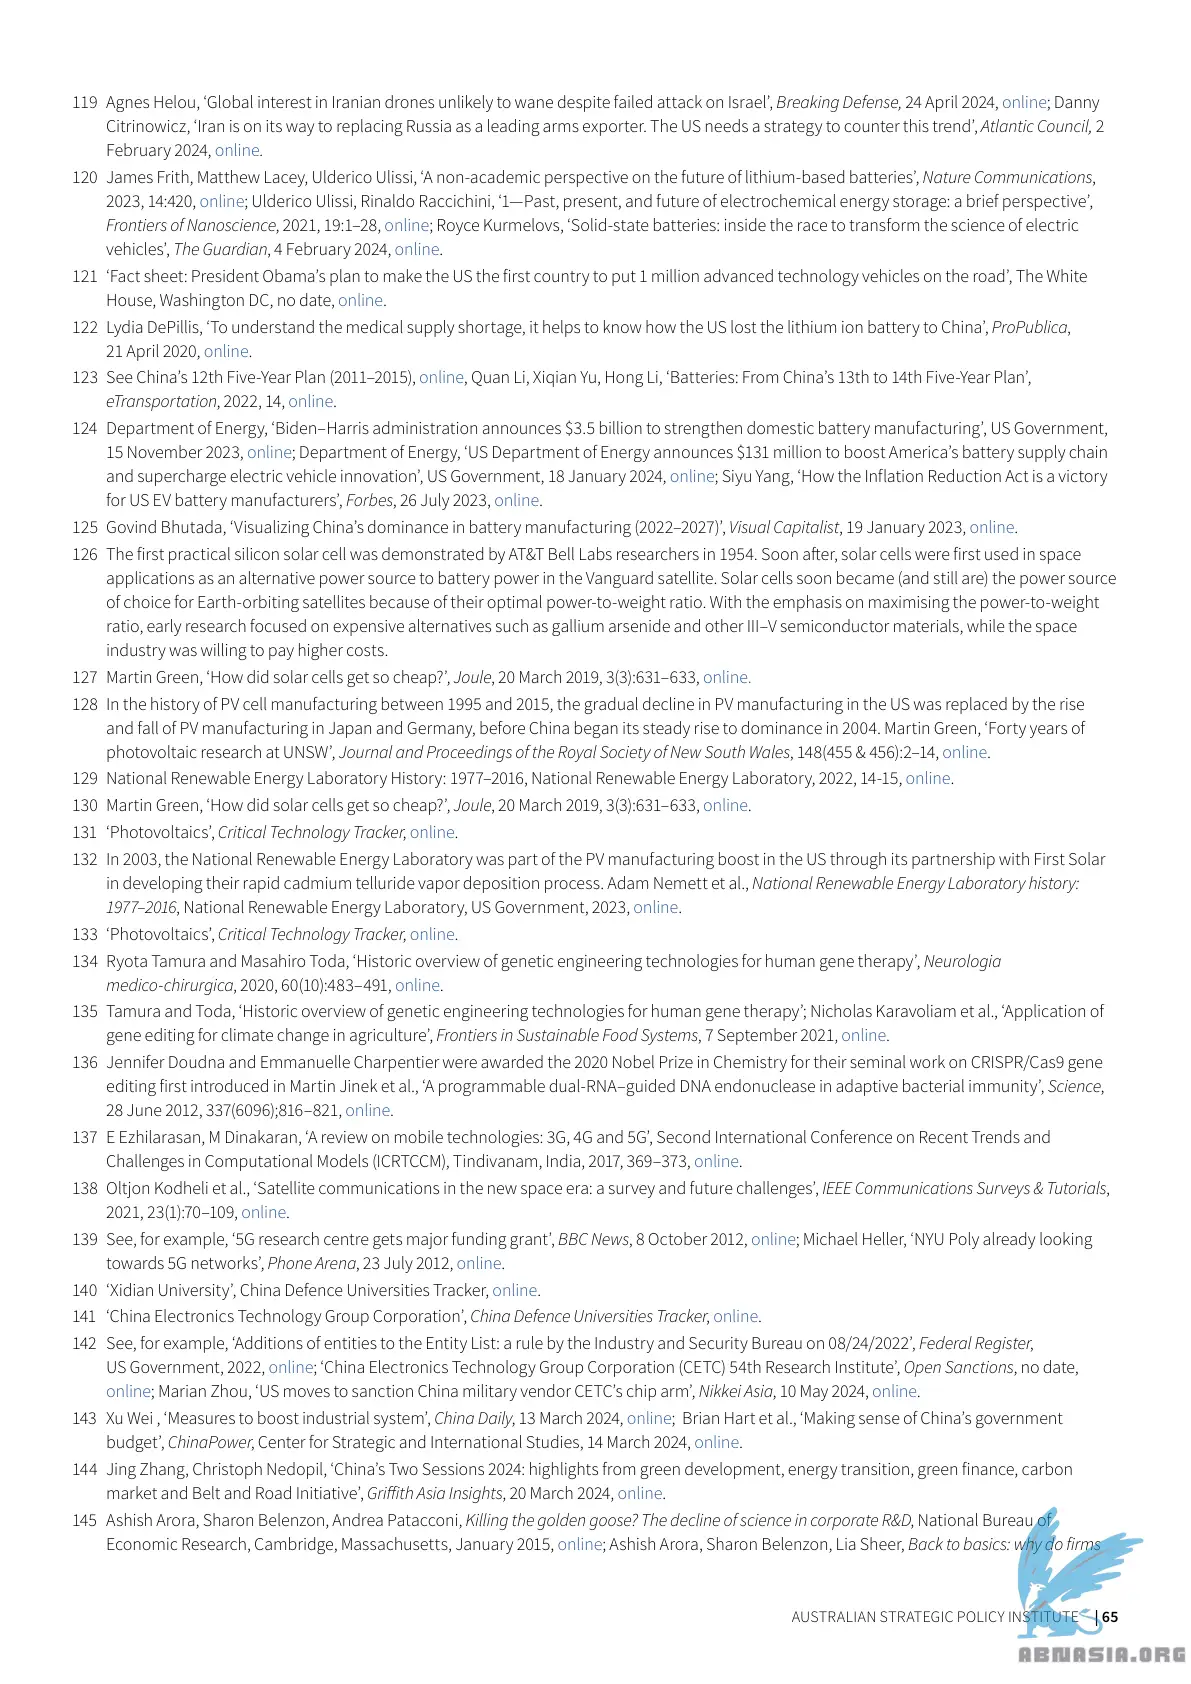 119 Agnes Helou, ‘Global interest in Iranian drones unlikely to wane despite failed attack on Israel’, Breaking Defense, 24 April 2024, online; Danny
Citrinowicz, ‘Iran is on its way to replacing Russia as a leading arms exporter. The US needs a strategy to counter this trend’, Atlantic Council, 2
February 2024, online.
120 James Frith, Matthew Lacey, Ulderico Ulissi, ‘A non-academic perspective on the future of lithium-based batteries’, Nature Communications,
2023, 14:420, online; Ulderico Ulissi, Rinaldo Raccichini, ‘1—Past, present, and future of electrochemical energy storage: a brief perspective’,
Frontiers of Nanoscience, 2021, 19:1–28, online; Royce Kurmelovs, ‘Solid-state batteries: inside the race to transform the science of electric
vehicles’, The Guardian, 4 February 2024, online.
121 ‘Fact sheet: President Obama’s plan to make the US the first country to put 1 million advanced technology vehicles on the road’, The White
House, Washington DC, no date, online.
122 Lydia DePillis, ‘To understand the medical supply shortage, it helps to know how the US lost the lithium ion battery to China’, ProPublica,
21 April 2020, online.
123 See China’s 12th Five-Year Plan (2011–2015), online, Quan Li, Xiqian Yu, Hong Li, ‘Batteries: From China’s 13th to 14th Five-Year Plan’,
eTransportation, 2022, 14, online.
124 Department of Energy, ‘Biden–Harris administration announces $3.5 billion to strengthen domestic battery manufacturing’, US Government,
15 November 2023, online; Department of Energy, ‘US Department of Energy announces $131 million to boost America’s battery supply chain
and supercharge electric vehicle innovation’, US Government, 18 January 2024, online; Siyu Yang, ‘How the Inflation Reduction Act is a victory
for US EV battery manufacturers’, Forbes, 26 July 2023, online.
125 Govind Bhutada, ‘Visualizing China’s dominance in battery manufacturing (2022–2027)’, Visual Capitalist, 19 January 2023, online.
126 The first practical silicon solar cell was demonstrated by AT&T Bell Labs researchers in 1954. Soon after, solar cells were first used in space
applications as an alternative power source to battery power in the Vanguard satellite. Solar cells soon became (and still are) the power source
of choice for Earth-orbiting satellites because of their optimal power-to-weight ratio. With the emphasis on maximising the power-to-weight
ratio, early research focused on expensive alternatives such as gallium arsenide and other III–V semiconductor materials, while the space
industry was willing to pay higher costs.
127 Martin Green, ‘How did solar cells get so cheap?’, Joule, 20 March 2019, 3(3):631–633, online.
128 In the history of PV cell manufacturing between 1995 and 2015, the gradual decline in PV manufacturing in the US was replaced by the rise
and fall of PV manufacturing in Japan and Germany, before China began its steady rise to dominance in 2004. Martin Green, ‘Forty years of
photovoltaic research at UNSW’, Journal and Proceedings of the Royal Society of New South Wales, 148(455 & 456):2–14, online.
129 National Renewable Energy Laboratory History: 1977–2016, National Renewable Energy Laboratory, 2022, 14-15, online.
130 Martin Green, ‘How did solar cells get so cheap?’, Joule, 20 March 2019, 3(3):631–633, online.
131 ‘Photovoltaics’, Critical Technology Tracker, online.
132 In 2003, the National Renewable Energy Laboratory was part of the PV manufacturing boost in the US through its partnership with First Solar
in developing their rapid cadmium telluride vapor deposition process. Adam Nemett et al., National Renewable Energy Laboratory history:
1977–2016, National Renewable Energy Laboratory, US Government, 2023, online.
133 ‘Photovoltaics’, Critical Technology Tracker, online.
134 Ryota Tamura and Masahiro Toda, ‘Historic overview of genetic engineering technologies for human gene therapy’, Neurologia
medico-chirurgica, 2020, 60(10):483–491, online.
135 Tamura and Toda, ‘Historic overview of genetic engineering technologies for human gene therapy’; Nicholas Karavoliam et al., ‘Application of
gene editing for climate change in agriculture’, Frontiers in Sustainable Food Systems, 7 September 2021, online.
136 Jennifer Doudna and Emmanuelle Charpentier were awarded the 2020 Nobel Prize in Chemistry for their seminal work on CRISPR/Cas9 gene
editing first introduced in Martin Jinek et al., ‘A programmable dual-RNA–guided DNA endonuclease in adaptive bacterial immunity’, Science,
28 June 2012, 337(6096);816–821, online.
137 E Ezhilarasan, M Dinakaran, ‘A review on mobile technologies: 3G, 4G and 5G’, Second International Conference on Recent Trends and
Challenges in Computational Models (ICRTCCM), Tindivanam, India, 2017, 369–373, online.
138 Oltjon Kodheli et al., ‘Satellite communications in the new space era: a survey and future challenges’, IEEE Communications Surveys & Tutorials,
2021, 23(1):70–109, online.
139 See, for example, ‘5G research centre gets major funding grant’, BBC News, 8 October 2012, online; Michael Heller, ‘NYU Poly already looking
towards 5G networks’, Phone Arena, 23 July 2012, online.
140 ‘Xidian University’, China Defence Universities Tracker, online.
141 ‘China Electronics Technology Group Corporation’, China Defence Universities Tracker, online.
142 See, for example, ‘Additions of entities to the Entity List: a rule by the Industry and Security Bureau on 08/24/2022’, Federal Register,
US Government, 2022, online; ‘China Electronics Technology Group Corporation (CETC) 54th Research Institute’, Open Sanctions, no date,
online; Marian Zhou, ‘US moves to sanction China military vendor CETC’s chip arm’, Nikkei Asia, 10 May 2024, online.
143 Xu Wei , ‘Measures to boost industrial system’, China Daily, 13 March 2024, online; Brian Hart et al., ‘Making sense of China’s government
budget’, ChinaPower, Center for Strategic and International Studies, 14 March 2024, online.
144 Jing Zhang, Christoph Nedopil, ‘China’s Two Sessions 2024: highlights from green development, energy transition, green finance, carbon
market and Belt and Road Initiative’, Griffith Asia Insights, 20 March 2024, online.
145 Ashish Arora, Sharon Belenzon, Andrea Patacconi, Killing the golden goose? The decline of science in corporate R&D, National Bureau of
Economic Research, Cambridge, Massachusetts, January 2015, online; Ashish Arora, Sharon Belenzon, Lia Sheer, Back to basics: why do firms
AUSTRALIAN STRATEGIC POLICY INSTITUTE | 65
ABNASIA.ORG